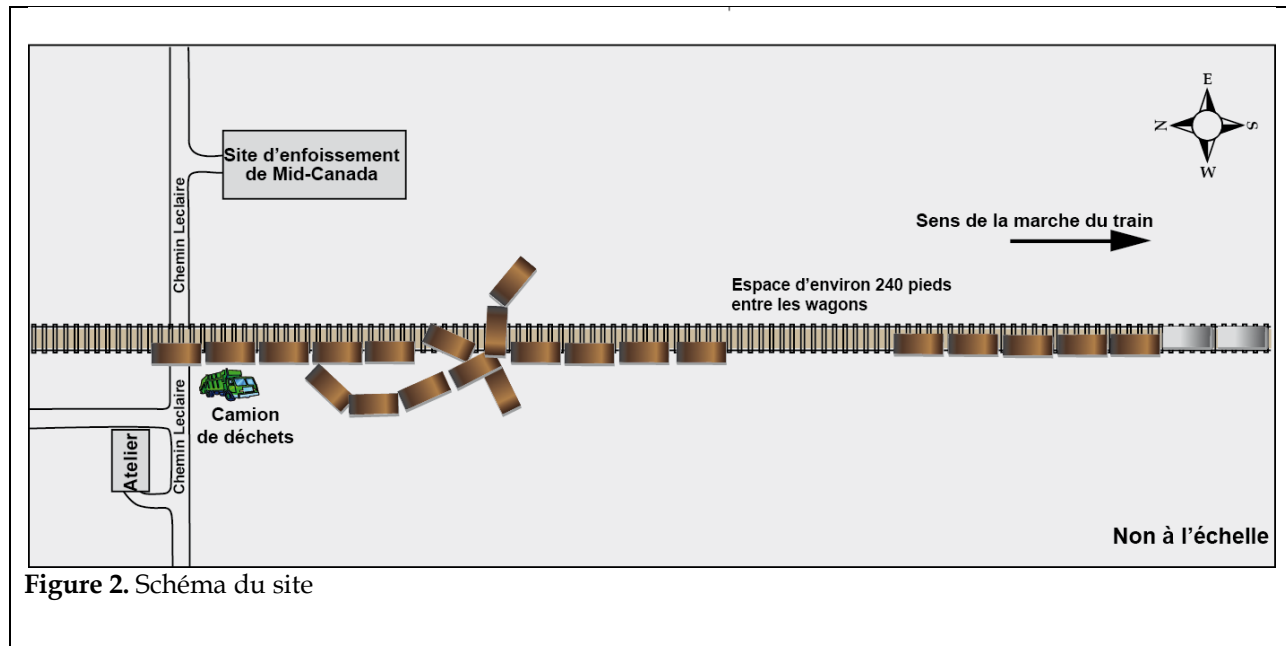 E
N
S
W
Site d'enfoissement
de Mid-Canada
Chemin Leclaire
Sens de la marche du train
Espace d'environ 240 pieds
entre les wagons
Camion
de déchets
Chemin Leclaire
Atelier
Non à l'échelle
Figure 2. Schéma du site